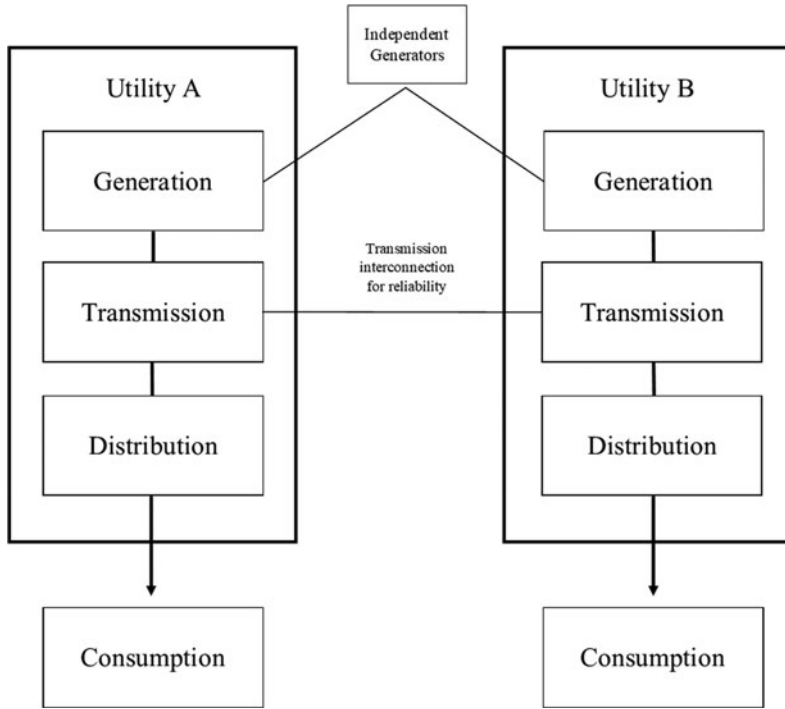 Independent
Generators
Utility A
Utility B
Generation
Generation
Transmission
interconnection
for reliability
Transmission
Transmission
Distribution
Distribution
Consumption
Consumption